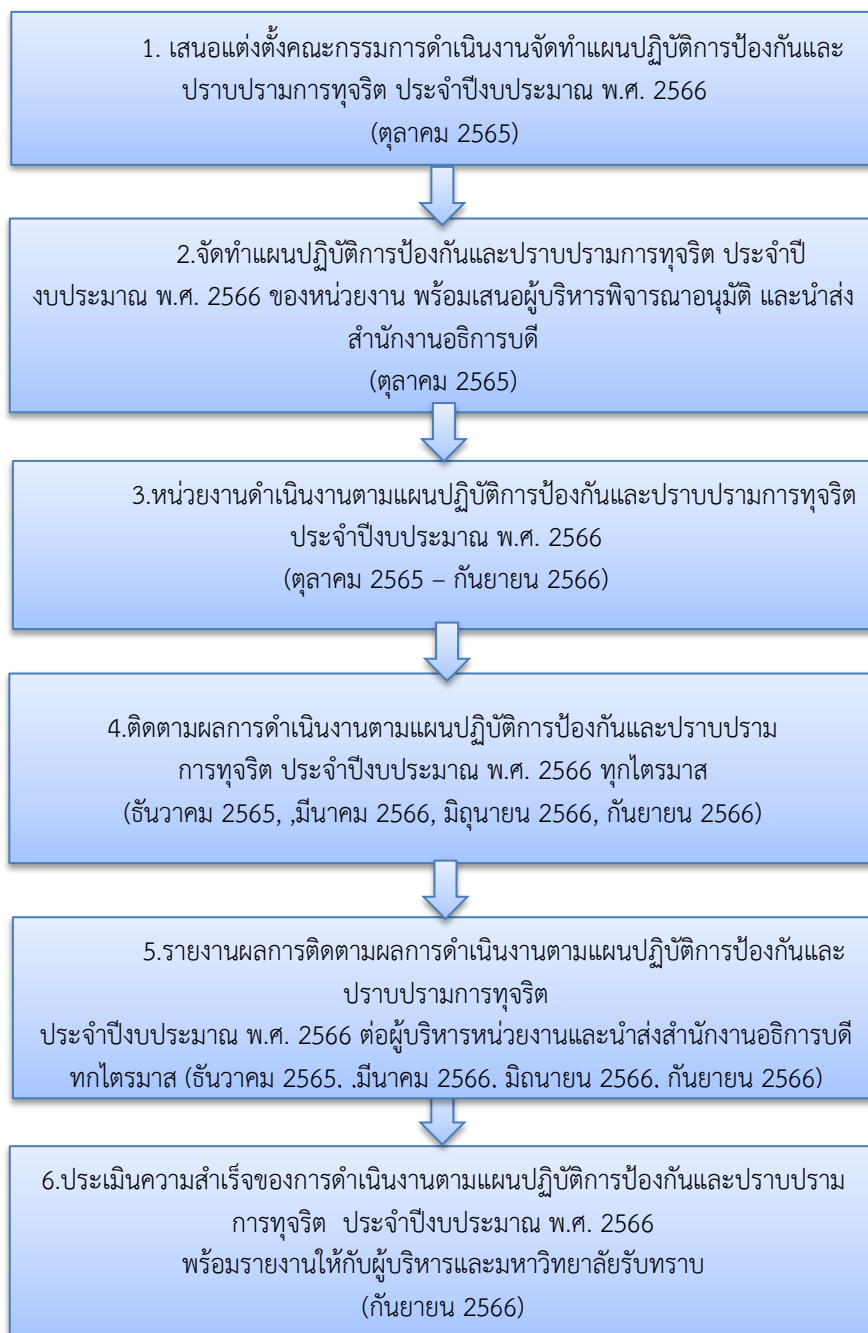 1. เสนอแต่งตั้งคณะกรรมการดำเนินงานจัดทำแผนปฏิบัติการป้องกันและ
ปราบปรามการทุจริต ประจำปีงบประมาณ พ.ศ. 2566
(ตุลาคม 2565)
2.จัดทำแผนปฏิบัติการป้องกันและปราบปรามการทุจริต ประจำปี
งบประมาณ พ.ศ. 2566 ของหน่วยงาน พร้อมเสนอผู้บริหารพิจารณาอนุมัติ และนำส่ง
สำนักงานอธิการบดี
(ตุลาคม 2565)
3.หน่วยงานดำเนินงานตามแผนปฏิบัติการป้องกันและปราบปรามการทุจริต
ประจำปีงบประมาณ พ.ศ. 2566
(ตุลาคม 2565 – กันยายน 2566)
4.ติดตามผลการดำเนินงานตามแผนปฏิบัติการป้องกันและปราบปราม
การทุจริต ประจำปีงบประมาณ พ.ศ. 2566 ทุกไตรมาส
(ธันวาคม 2565, ,มีนาคม 2566, มิถุนายน 2566, กันยายน 2566)
5.รายงานผลการติดตามผลการดำเนินงานตามแผนปฏิบัติการป้องกันและ
ปราบปรามการทุจริต
ประจำปีงบประมาณ พ.ศ. 2566 ต่อผู้บริหารหน่วยงานและนำส่งสำนักงานอธิการบดี
ทุกไตรมาส (ธันวาคม 2565, ,มีนาคม 2566, มิถุนายน 2566, กันยายน 2566)
6.ประเมินความสำเร็จของการดำเนินงานตามแผนปฏิบัติการป้องกันและปราบปราม
การทุจริต ประจำปีงบประมาณ พ.ศ. 2566
พร้อมรายงานให้กับผู้บริหารและมหาวิทยาลัยรับทราบ
(กันยายน 2566)